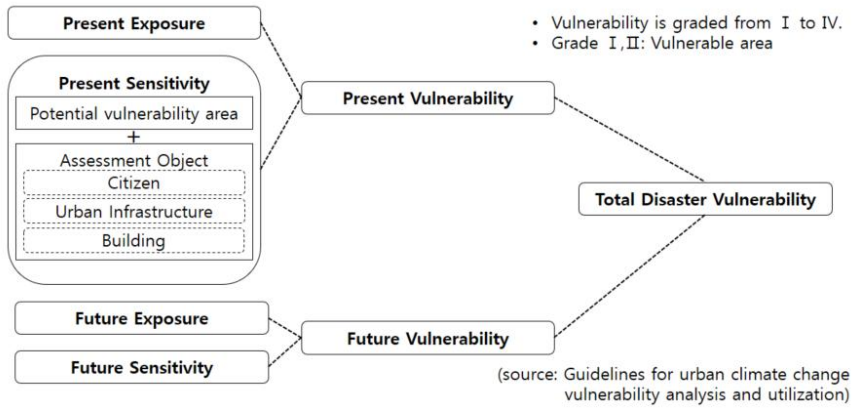 Present Exposure
• Vulnerability is graded from Ⅰ to Ⅳ.
• Grade Ⅰ,Ⅱ: Vulnerable area
Present Sensitivity
Potential vulnerability area
+
Assessment Object
Citizen
Urban Infrastructure
Building
Present Vulnerability
Total Disaster Vulnerability
Future Exposure
Future Sensitivity
Future Vulnerability
(source: Guidelines for urban climate change
vulnerability analysis and utilization)